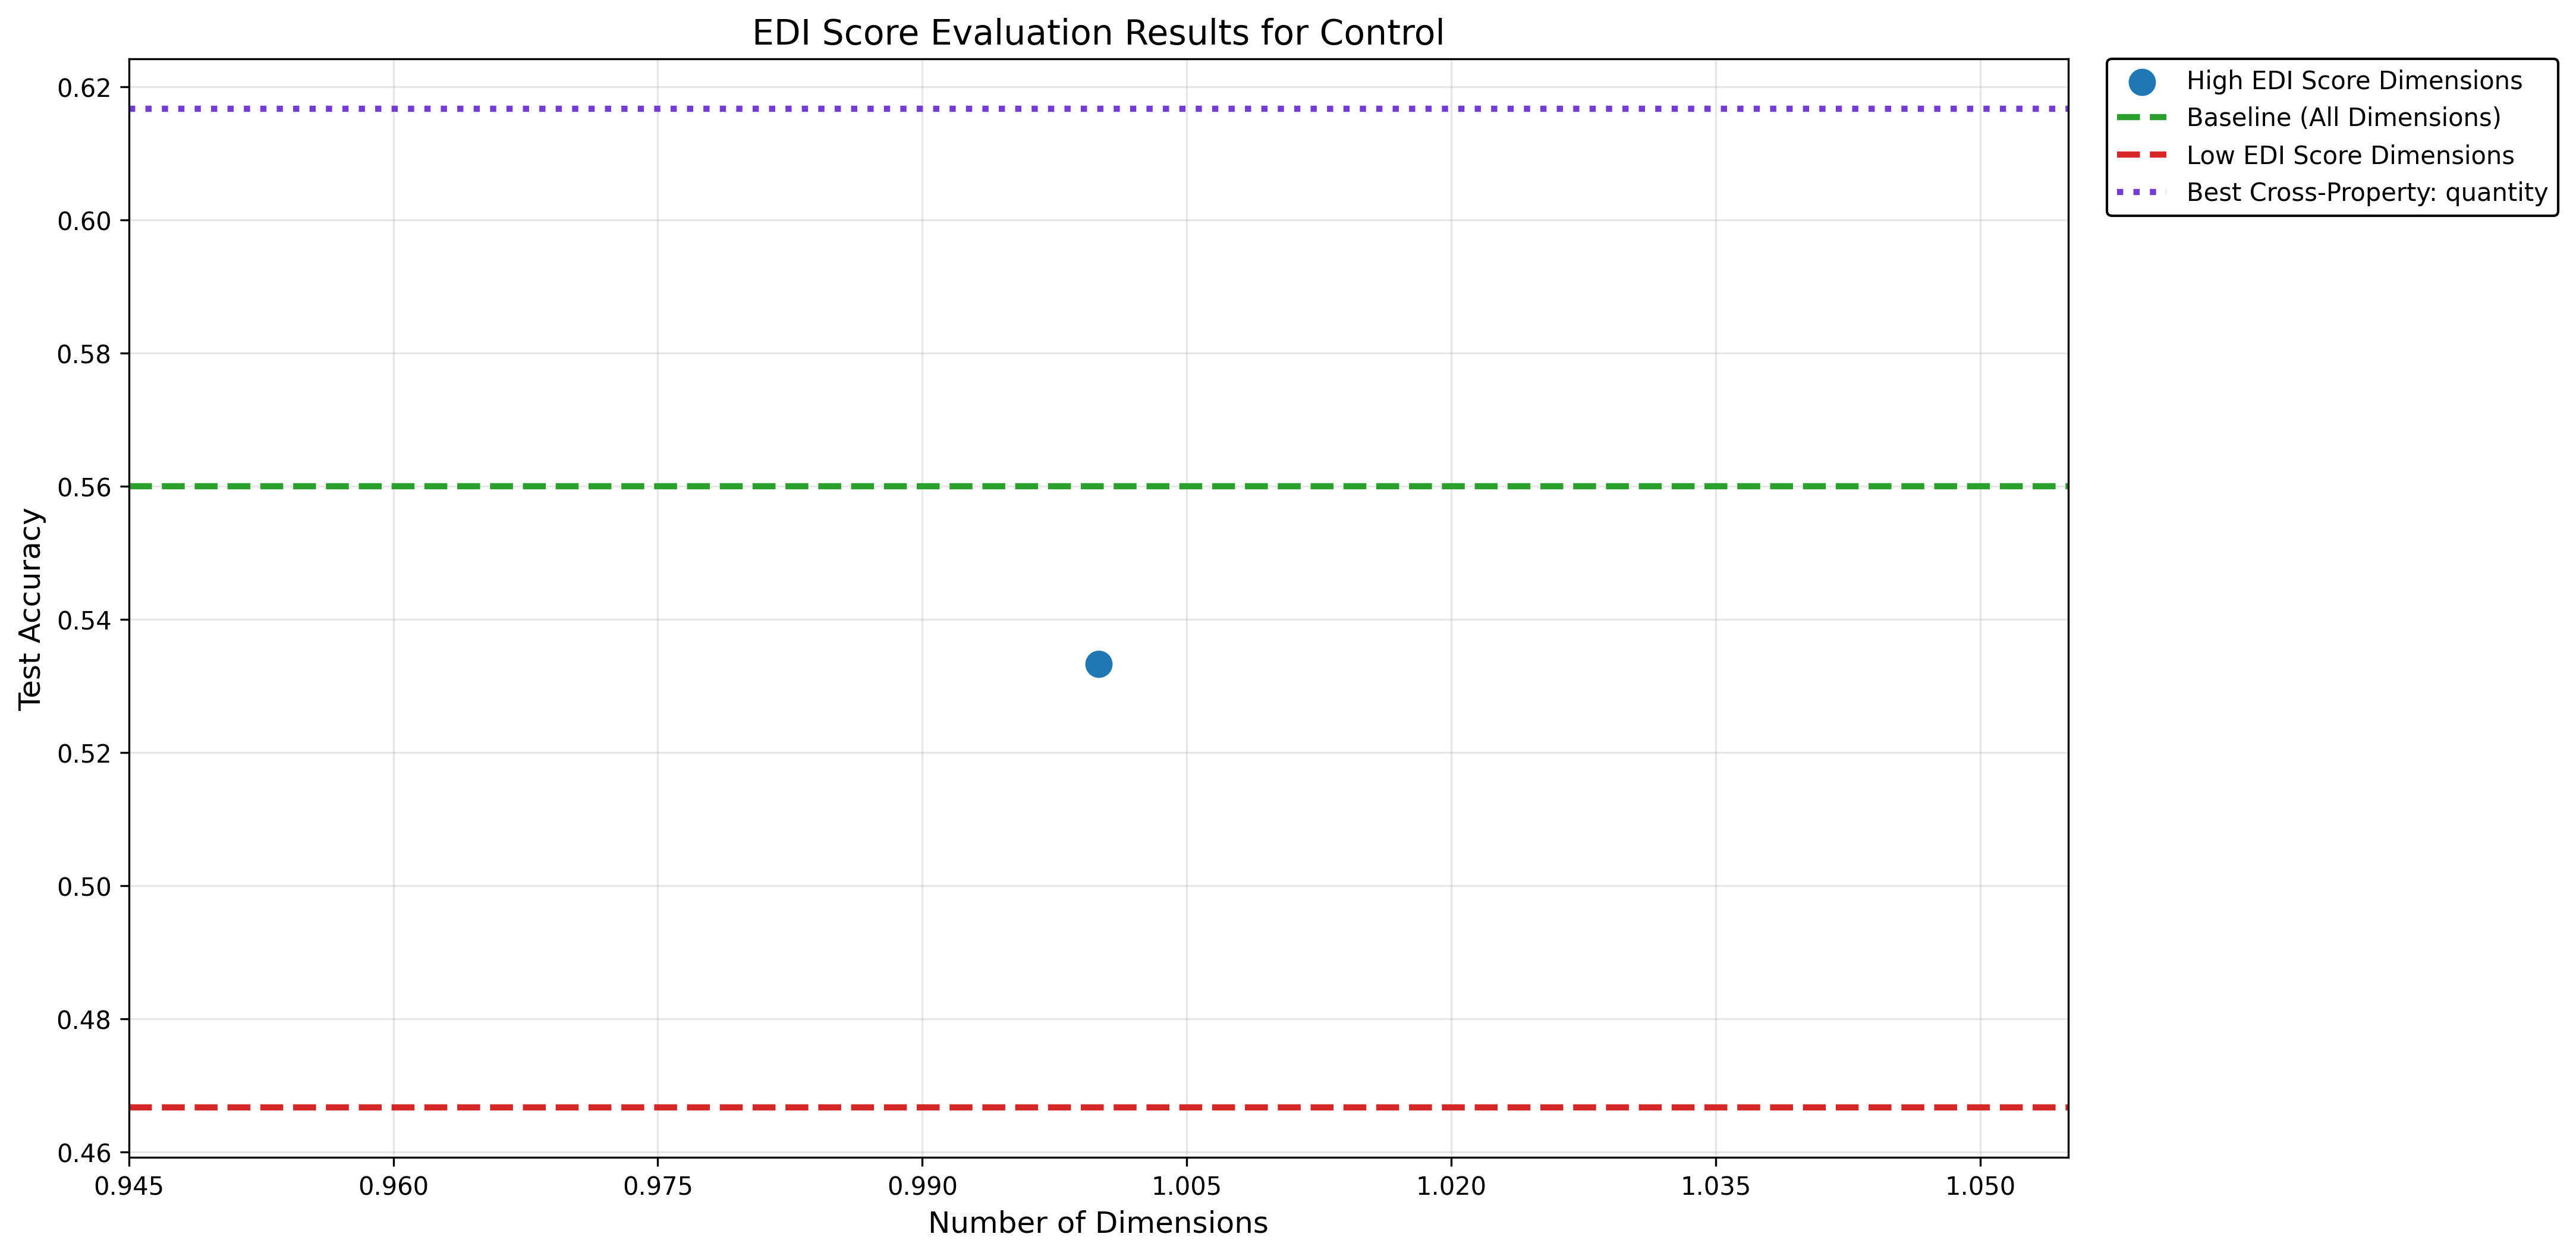 EDI Score Evaluation Results for Control
High EDI Score Dimensions
Baseline (All Dimensions)
Low EDI Score Dimensions
Best Cross-Property: quantity
Test Accuracy
0.62
0.60
0.58
0.56
0.54
0.52
0.50
0.48
0.46
0.945 0.960 0.975 0.990 1.005 1.020 1.035 1.050
Number of Dimensions